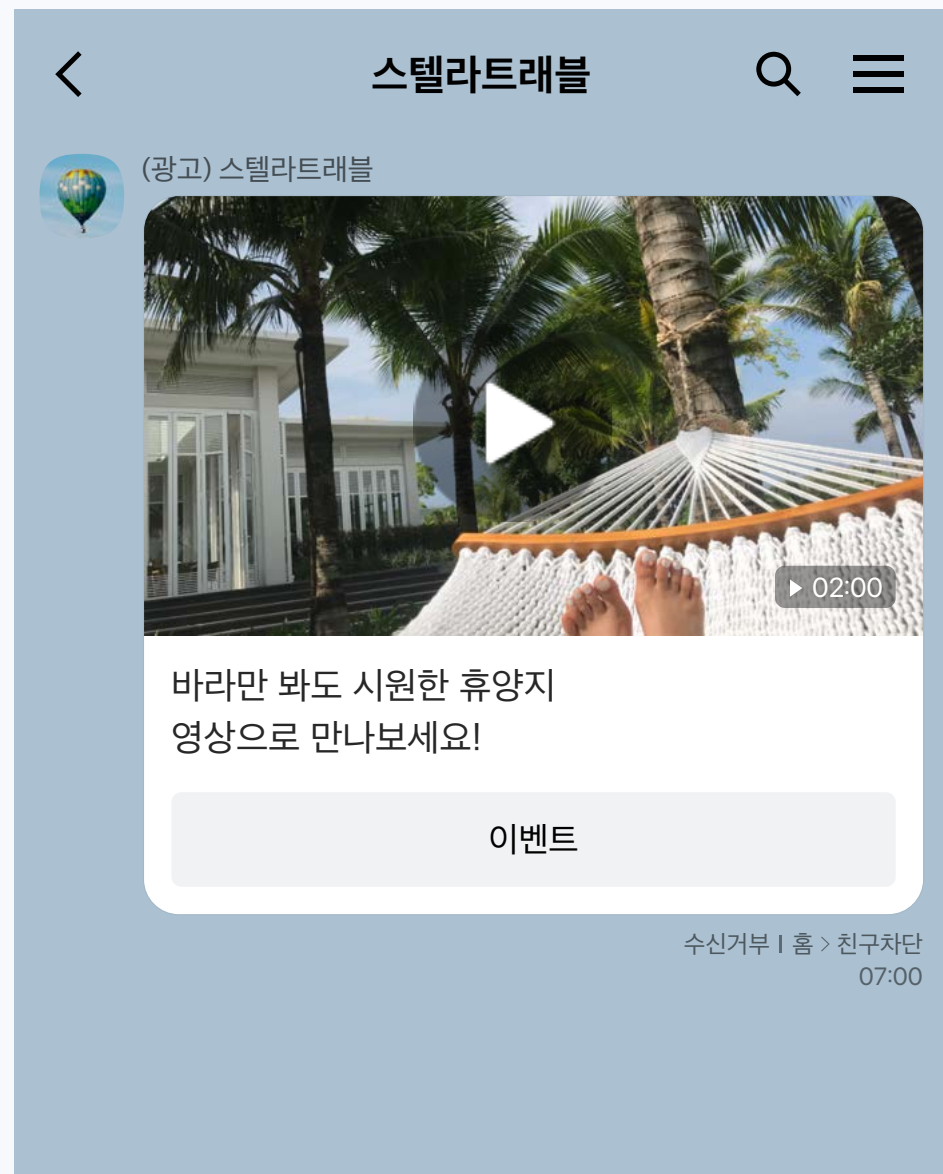 스텔라트래블
(광고) 스텔라트래블
02:00
바라만 봐도 시원한 휴양지
영상으로 만나보세요!
이벤트
수신거부 | 홈 > 친구차단
07:00